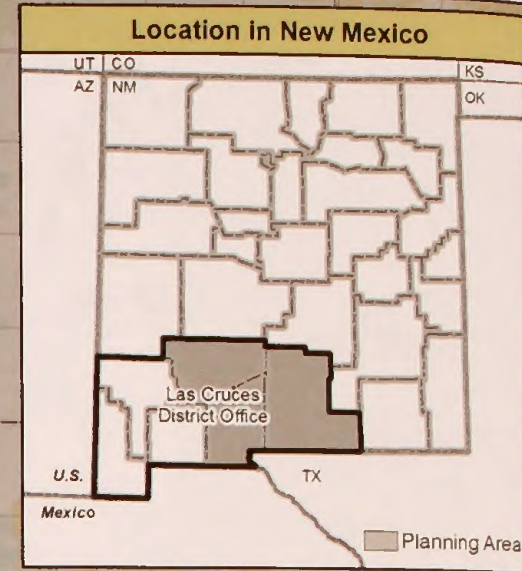 Location in New Mexico
UT CO
KS
AZ NM
OK
Las Cruces
District Office
U.S.
TX
Mexico
Planning Area